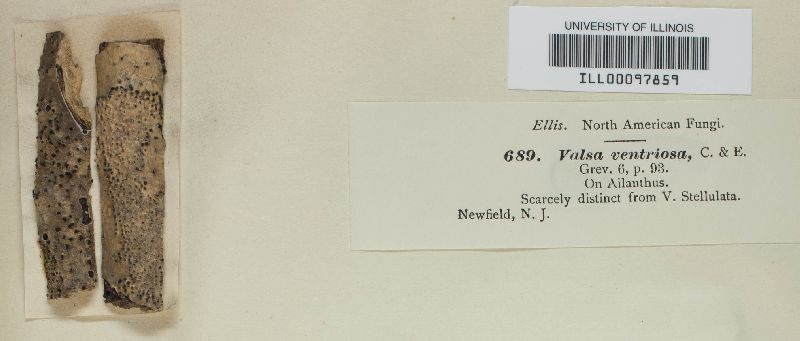 UNIVERSITY OF ILLINOIS
ILL00097859
Ellis. North American Fungi.
689. Valsa ventriosa, C. & E.
Grev. 6, p. 93.
On Ailanthus.
Scarcely distinct from V. Stellulata.
Newfield, N. J.